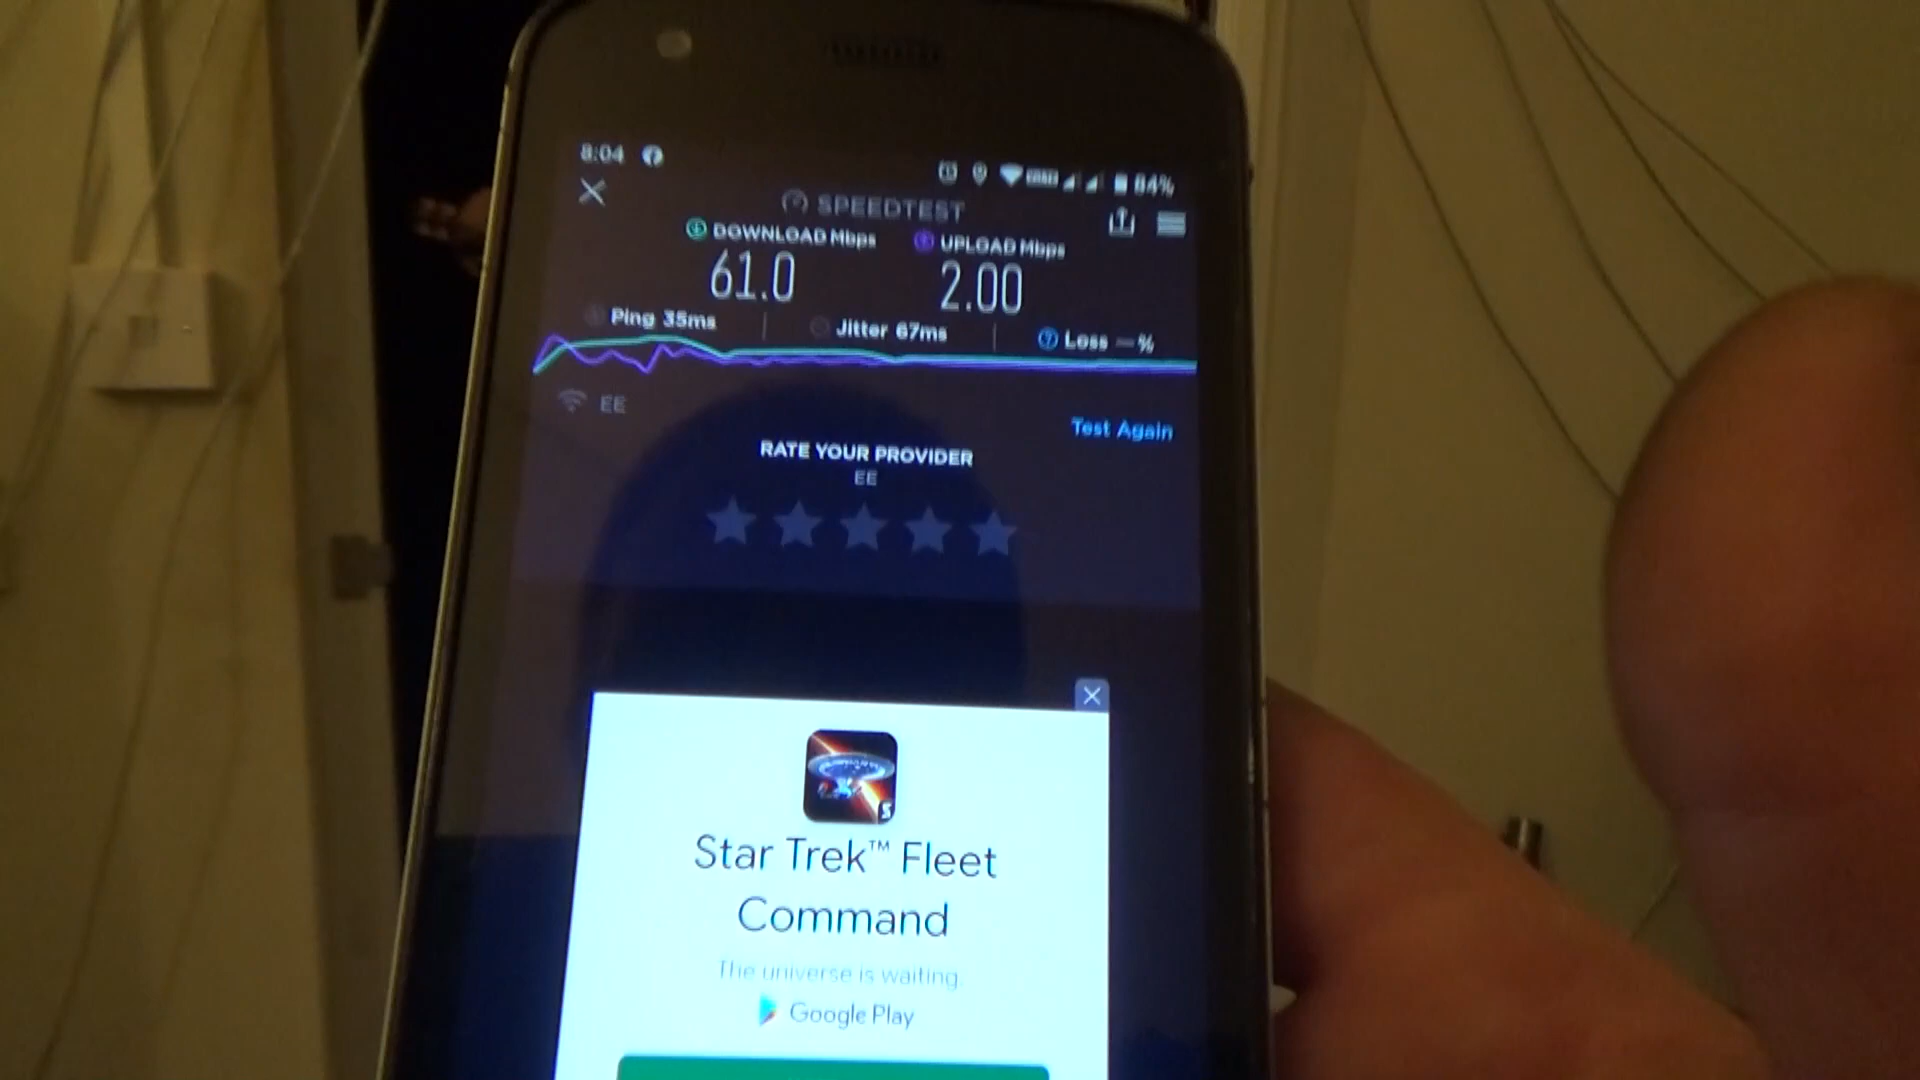 8:04
84%
SPEEDTEST
DOWNLOAD Mbps
UPLOAD Mbps
61.0
2.00
Ping 35ms
Jitter 67ms
Loss — %
EE
Test Again
RATE YOUR PROVIDER
EE
Star Trek™ Fleet
Command
The universe is waiting.
Google Play